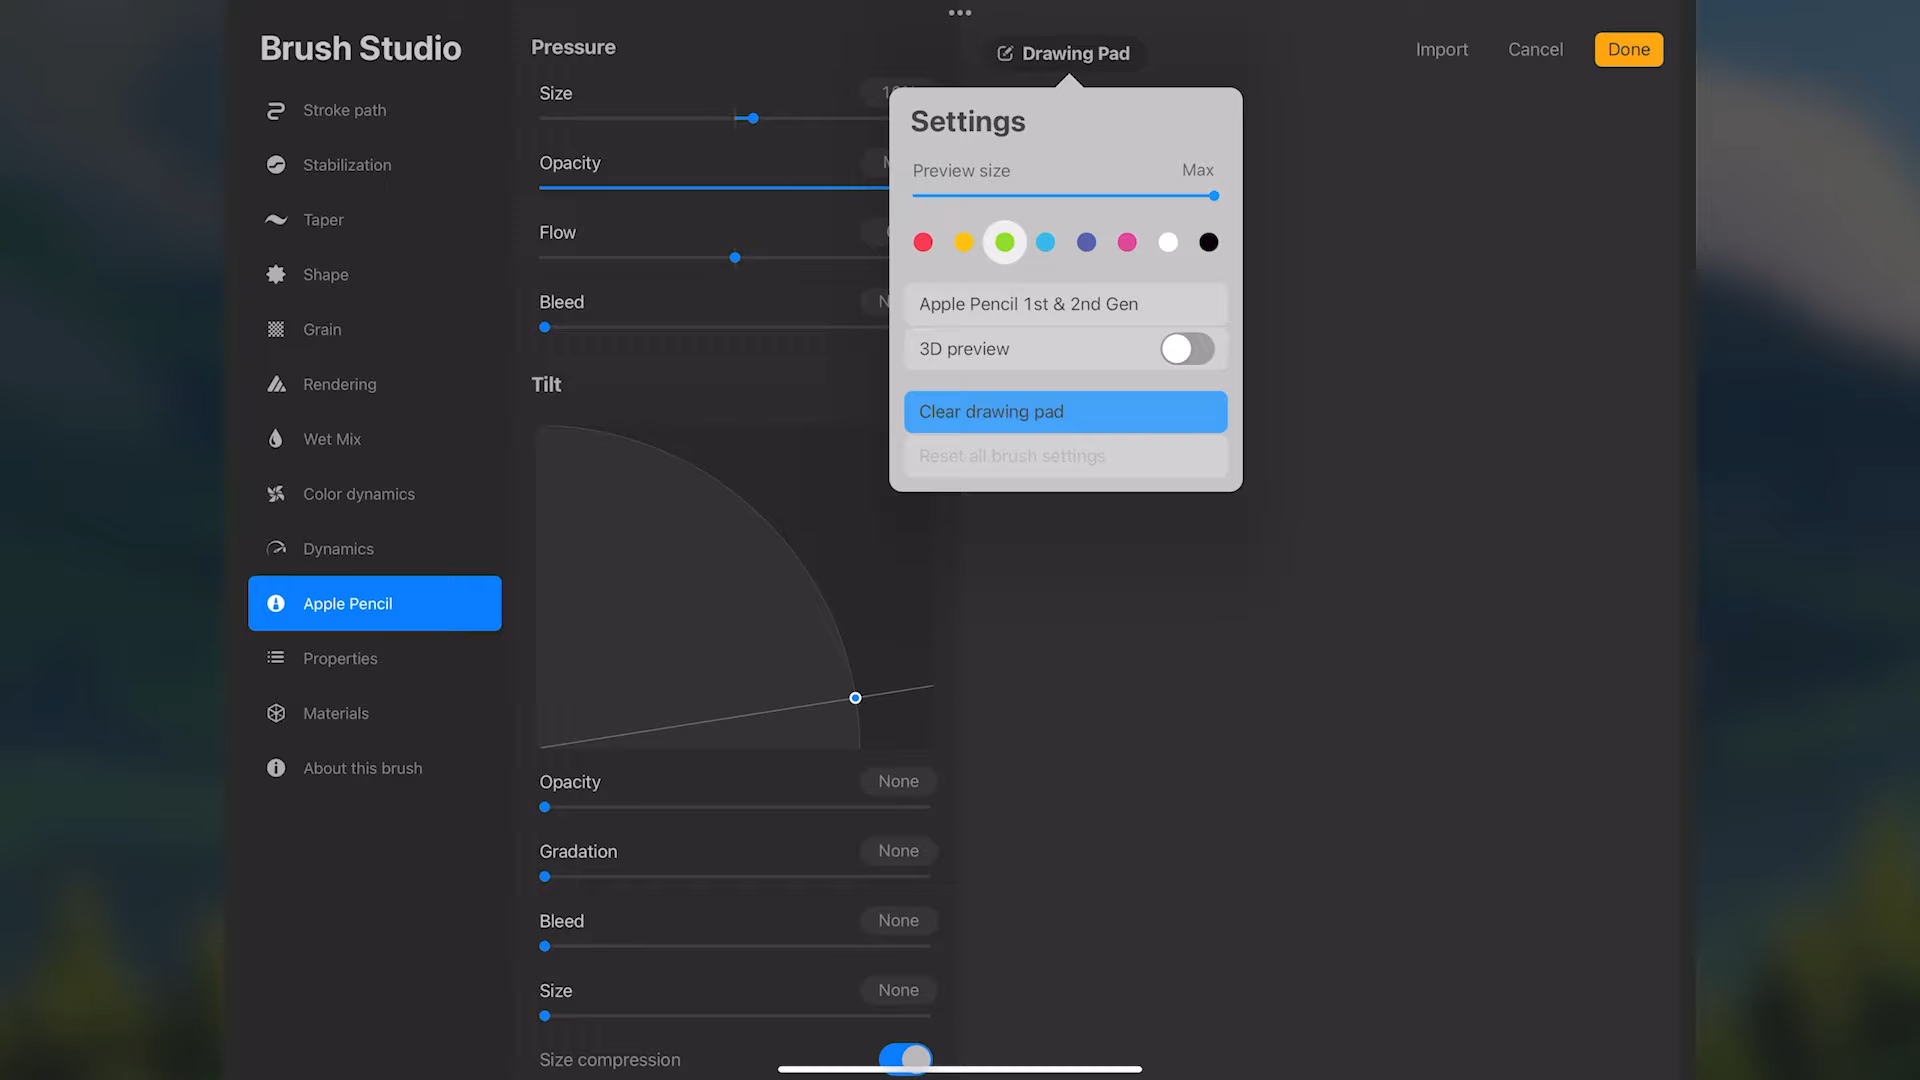 Brush Studio
Stroke path
Stabilization
Taper
Shape
Grain
Rendering
Wet Mix
Color dynamics
Dynamics
Apple Pencil
Properties
Materials
About this brush
Pressure
Size
Opacity
Flow
Bleed
Tilt
Opacity None
Gradation None
Bleed None
Size None
Size compression
Drawing Pad
Import Cancel Done
Settings
Preview size Max
Apple Pencil 1st & 2nd Gen
3D preview
Clear drawing pad
Reset all brush settings